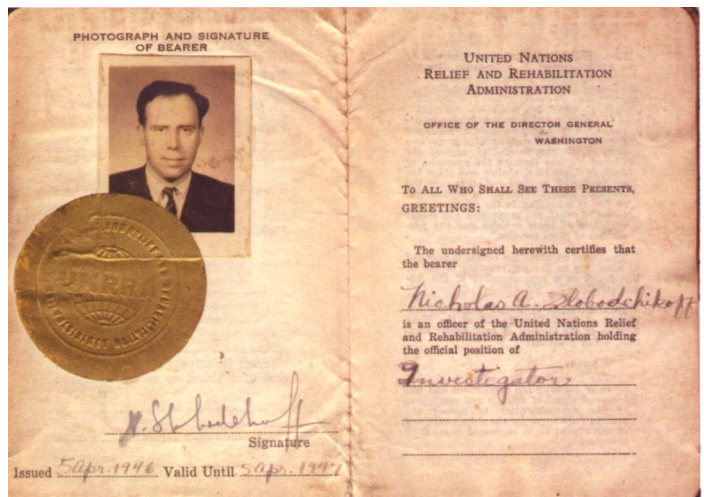 PHOTOGRAPH AND SIGNATURE
OF BEARER
UNRRA
N. Slobodchikoff
Signature
Issued 5 Apr. 1946 Valid Until 5 Apr. 1947
UNITED NATIONS
RELIEF AND REHABILITATION
ADMINISTRATION
OFFICE OF THE DIRECTOR GENERAL
WASHINGTON
TO ALL WHO SHALL SEE THESE PRESENTS,
GREETINGS:
The undersigned herewith certifies that
the bearer
Nicholas A. Slobodchikoff
is an officer of the United Nations Relief
and Rehabilitation Administration holding
the official position of
Investigator